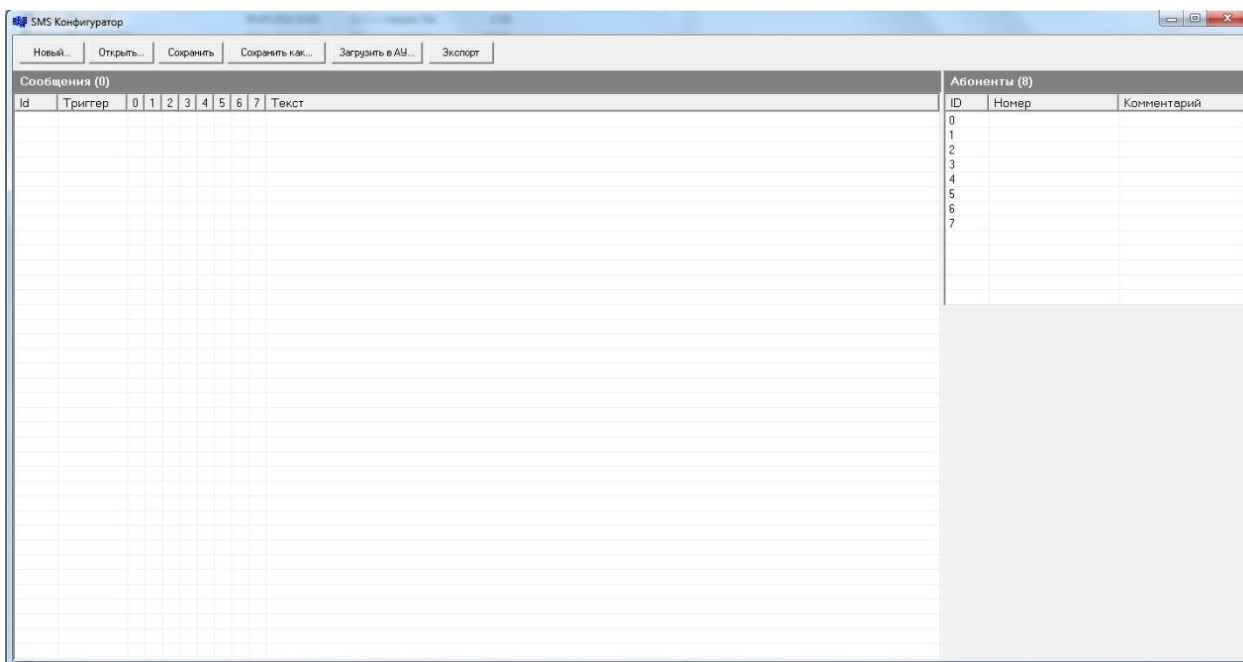 SMS Конфигуратор
Новый... Открыть... Сохранить Сохранить как... Загрузить в АУ... Экспорт
Сообщения (0) Абоненты (8)
Id Триггер 0 1 2 3 4 5 6 7 Текст ID Номер Комментарий
0
1
2
3
4
5
6
7